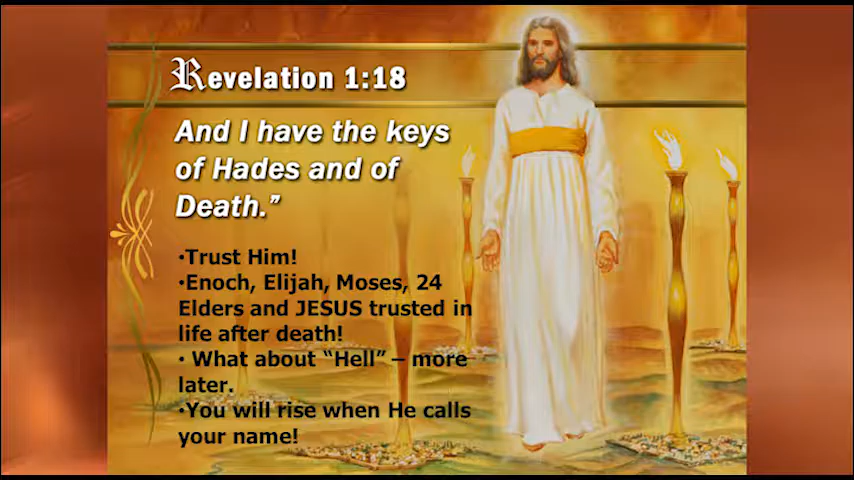 Revelation 1:18
And I have the keys
of Hades and of
Death.”
•Trust Him!
•Enoch, Elijah, Moses, 24
Elders and JESUS trusted in
life after death!
• What about “Hell” – more
later.
•You will rise when He calls
your name!